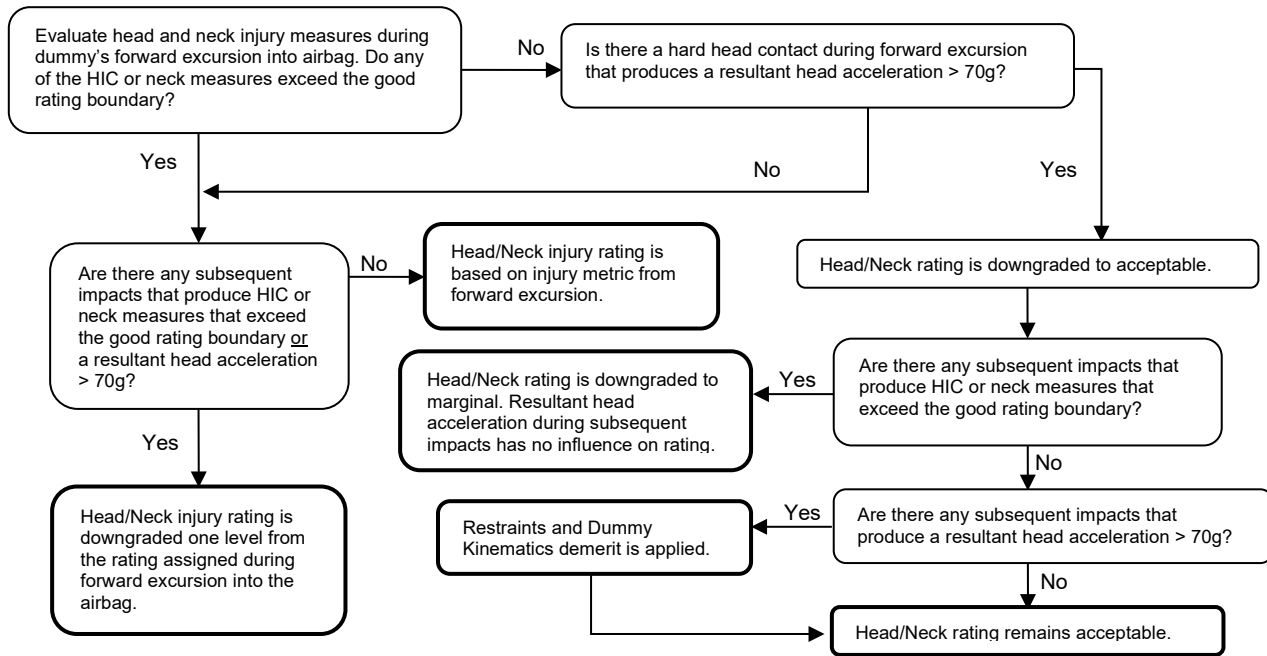 Evaluate head and neck injury measures during
dummy’s forward excursion into airbag. Do any
of the HIC or neck measures exceed the good
rating boundary?
No
Is there a hard head contact during forward excursion
that produces a resultant head acceleration > 70g?
Yes
No
Yes
Are there any subsequent
impacts that produce HIC or
neck measures that exceed
the good rating boundary or
a resultant head acceleration
> 70g?
No
Head/Neck injury rating is
based on injury metric from
forward excursion.
Head/Neck rating is downgraded to acceptable.
Are there any subsequent impacts that
produce HIC or neck measures that
exceed the good rating boundary?
Yes
Head/Neck rating is downgraded to
marginal. Resultant head
acceleration during subsequent
impacts has no influence on rating.
Yes
No
Head/Neck injury rating is
downgraded one level from
the rating assigned during
forward excursion into the
airbag.
Are there any subsequent impacts that
produce a resultant head acceleration > 70g?
Yes
Restraints and Dummy
Kinematics demerit is applied.
No
Head/Neck rating remains acceptable.